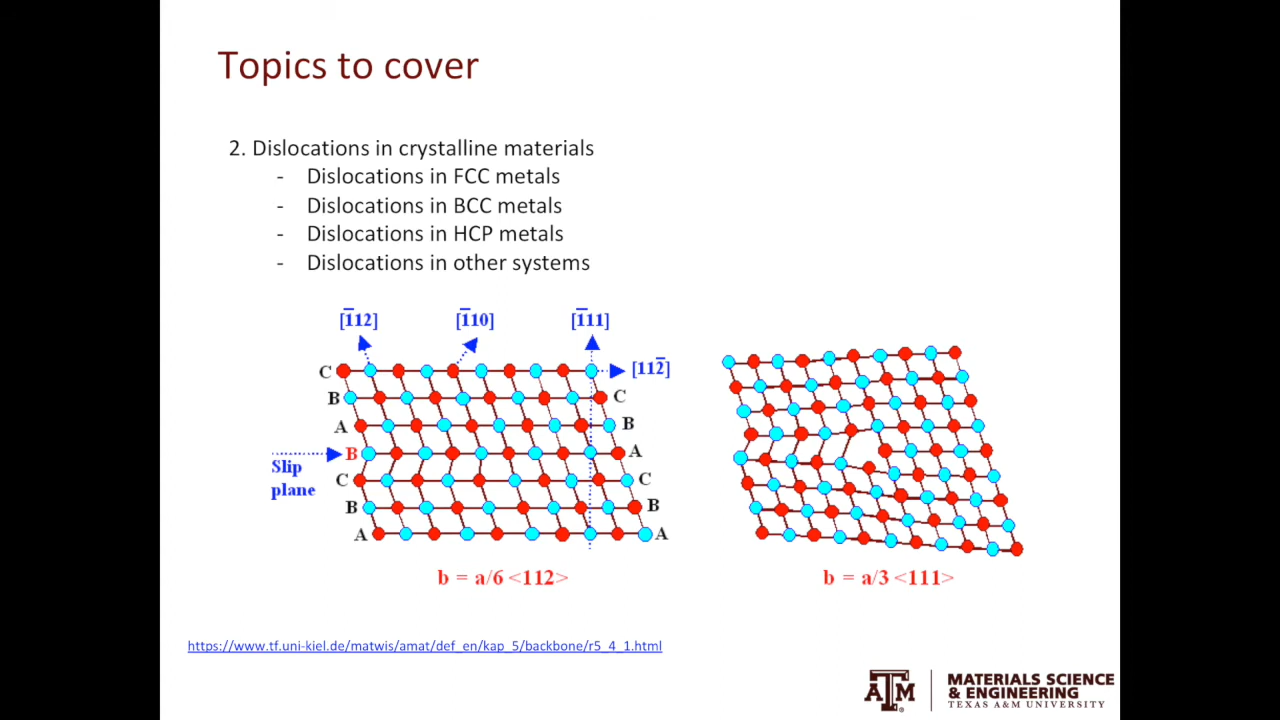 Topics to cover
2. Dislocations in crystalline materials
- Dislocations in FCC metals
- Dislocations in BCC metals
- Dislocations in HCP metals
- Dislocations in other systems
[1̅12] [1̅10] [1̅11]
[112̅]
C
B C
A B
B A
Slip
plane
C C
B B
A A
b = a/6 <112>
b = a/3 <111>
https://www.tf.uni-kiel.de/matwis/amat/def_en/kap_5/backbone/r5_4_1.html
ATM
MATERIALS SCIENCE
& ENGINEERING
TEXAS A&M UNIVERSITY